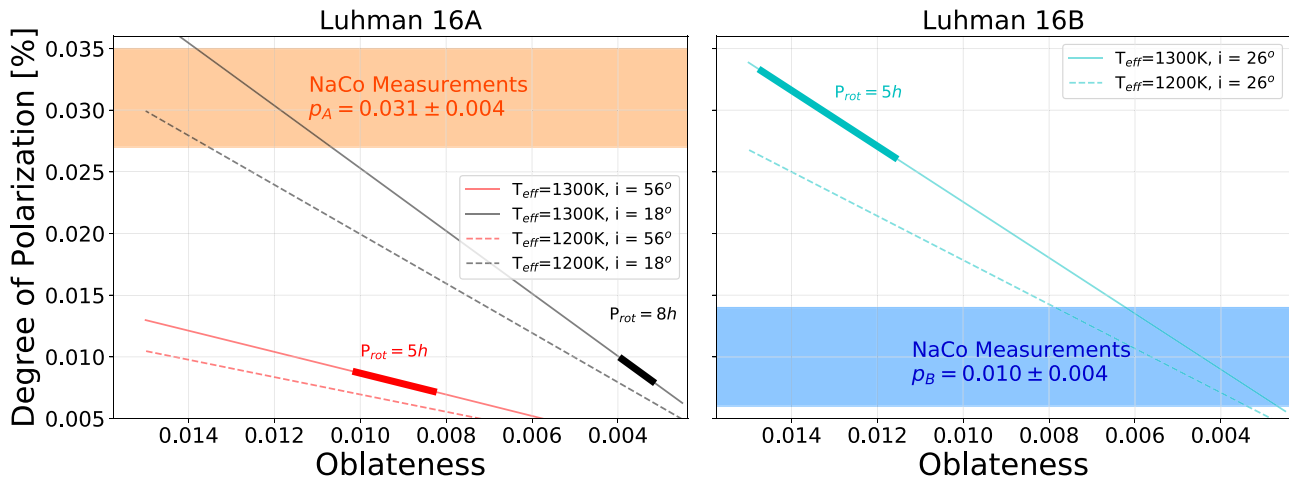 Luhman 16A
Degree of Polarization [%]
0.035
0.030
0.025
0.020
0.015
0.010
0.005
NaCo Measurements
p_A = 0.031 ± 0.004
T_eff=1300K, i = 56°
T_eff=1300K, i = 18°
T_eff=1200K, i = 56°
T_eff=1200K, i = 18°
P_rot = 8h
P_rot = 5h
0.014 0.012 0.010 0.008 0.006 0.004
Oblateness
Luhman 16B
T_eff=1300K, i = 26°
T_eff=1200K, i = 26°
P_rot = 5h
NaCo Measurements
p_B = 0.010 ± 0.004
0.014 0.012 0.010 0.008 0.006 0.004
Oblateness